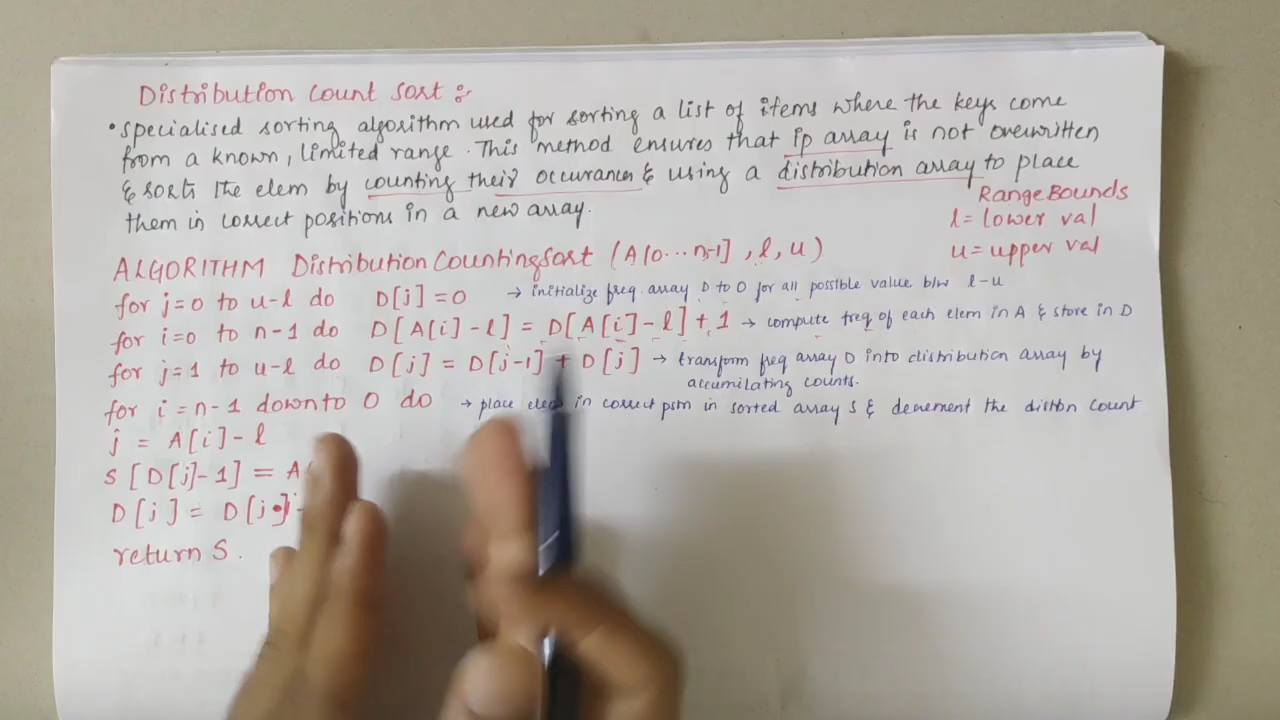 Distribution Count Sort :-
• specialised sorting algorithm used for sorting a list of items where the keys come
from a known, limited range. This method ensures that ip array is not overwritten
& sorts the elem by counting their occurances & using a distribution array to place
them in correct positions in a new array.
Range Bounds
l = lower val
u = upper val
ALGORITHM Distribution CountingSort (A[0...n-1], l, u)
for j=0 to u-l do D[j]=0 → initialize freq. array D to 0 for all possible value b/w l-u
for i=0 to n-1 do D[A[i]-l] = D[A[i]-l]+1 → compute freq of each elem in A & store in D
for j=1 to u-l do D[j] = D[j-1] + D[j] → transform freq array D into distribution array by
accumilating counts.
for i=n-1 downto 0 do → place elem in correct psn in sorted array S & decrement the distbn count
j = A[i]-l
S[D[j]-1] = A
D[j] = D[j]-
return S.